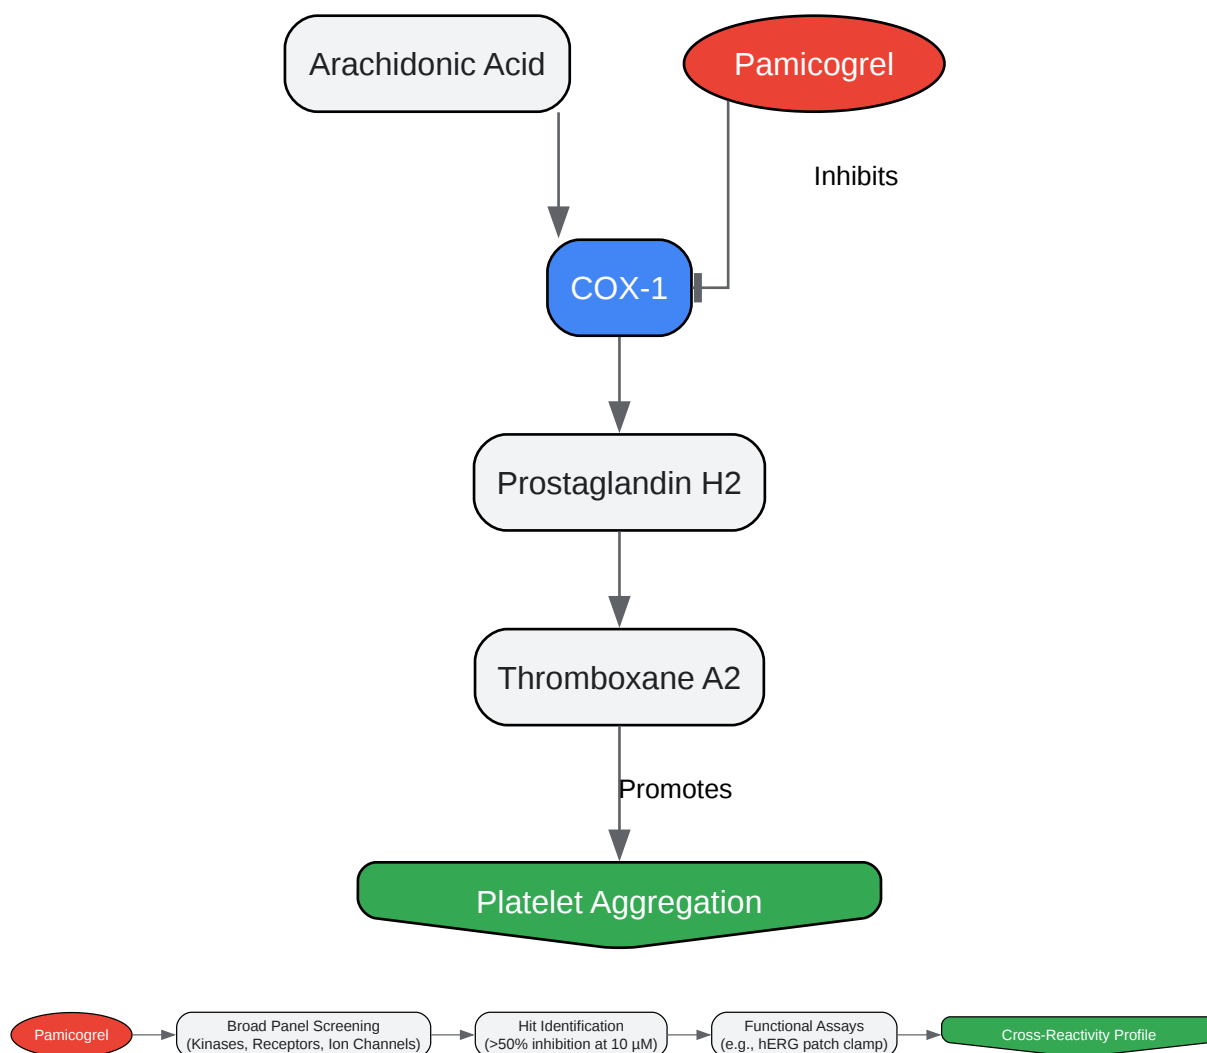 Arachidonic Acid
Pamicogrel
Inhibits
COX-1
Prostaglandin H2
Thromboxane A2
Promotes
Platelet Aggregation
Pamicogrel
Broad Panel Screening
(Kinases, Receptors, Ion Channels)
Hit Identification
(>50% inhibition at 10 µM)
Functional Assays
(e.g., hERG patch clamp)
Cross-Reactivity Profile